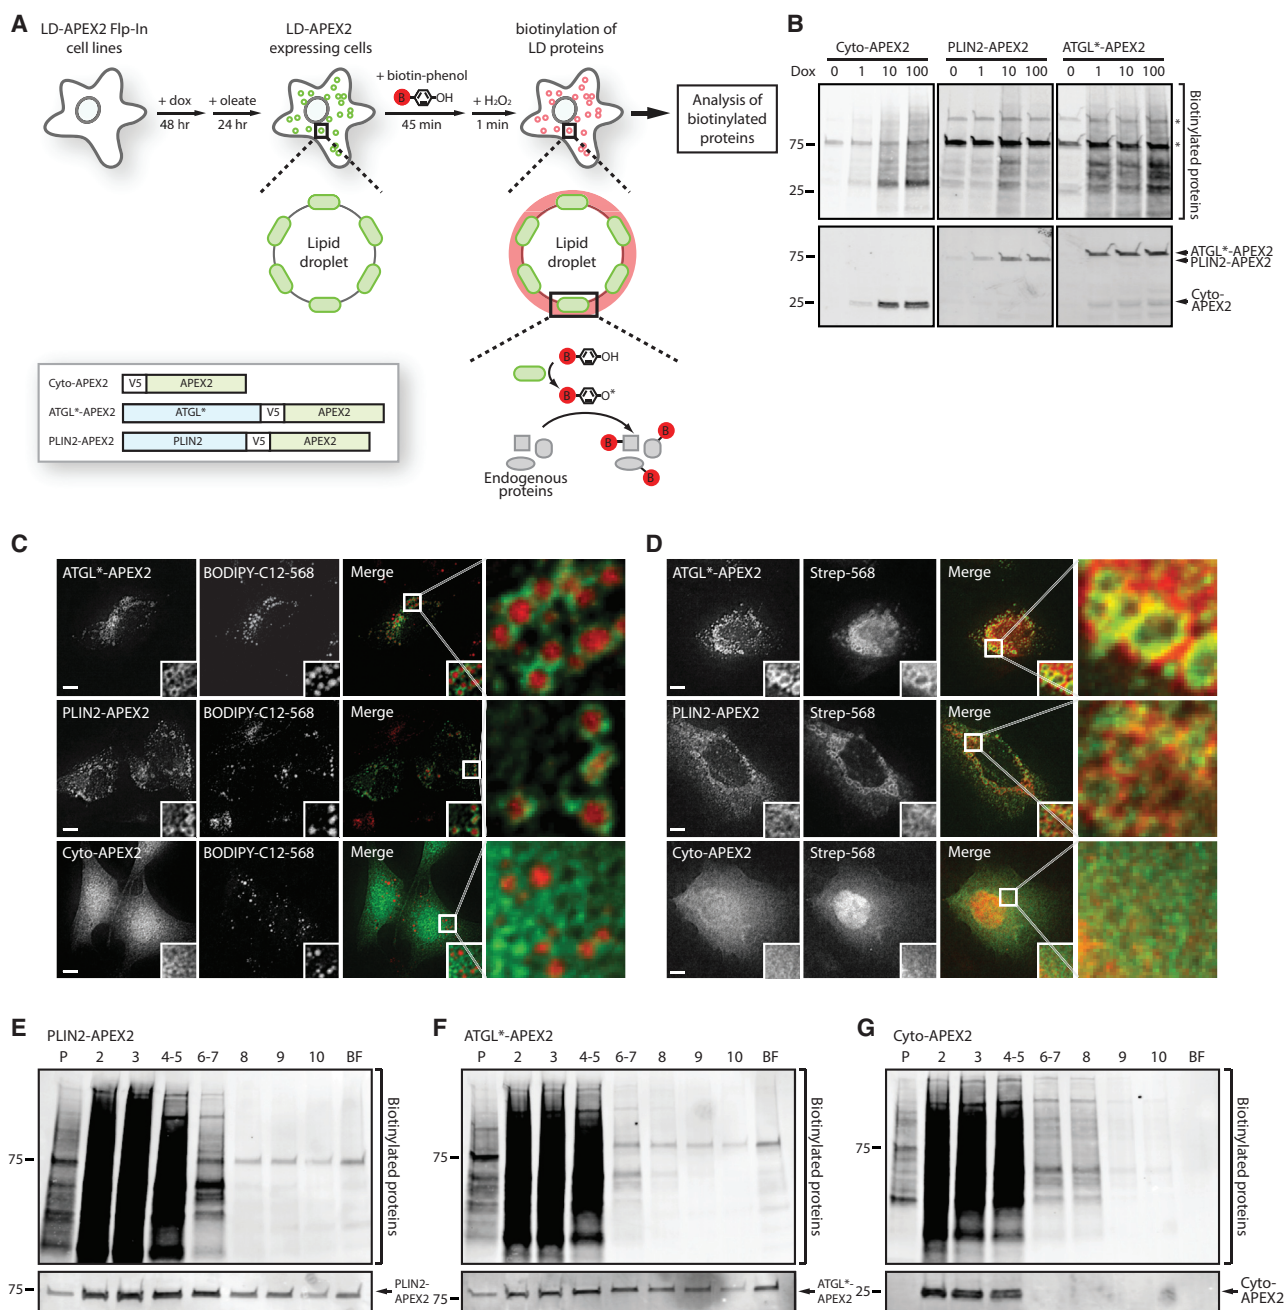 A
LD-APEX2 Flp-In
cell lines
LD-APEX2
expressing cells
biotinylation of
LD proteins
+ dox
48 hr
+ oleate
24 hr
+ biotin-phenol
B
OH
45 min
+ H₂O₂
1 min
Analysis of
biotinylated
proteins
Lipid
droplet
Lipid
droplet
B
OH
B
O*
B
B
B
Endogenous
proteins
Cyto-APEX2
V5
APEX2
ATGL*-APEX2
ATGL*
V5
APEX2
PLIN2-APEX2
PLIN2
V5
APEX2
B
Cyto-APEX2
PLIN2-APEX2
ATGL*-APEX2
Dox
0 1 10 100
0 1 10 100
0 1 10 100
75
25
*
*
Biotinylated proteins
75
25
ATGL*-APEX2
PLIN2-APEX2
Cyto-
APEX2
C
ATGL*-APEX2
BODIPY-C12-568
Merge
PLIN2-APEX2
BODIPY-C12-568
Merge
Cyto-APEX2
BODIPY-C12-568
Merge
D
ATGL*-APEX2
Strep-568
Merge
PLIN2-APEX2
Strep-568
Merge
Cyto-APEX2
Strep-568
Merge
E
PLIN2-APEX2
P 2 3 4-5 6-7 8 9 10 BF
75
Biotinylated proteins
75
PLIN2-
APEX2
F
ATGL*-APEX2
P 2 3 4-5 6-7 8 9 10 BF
75
Biotinylated proteins
75
ATGL*-
APEX2
G
Cyto-APEX2
P 2 3 4-5 6-7 8 9 10 BF
75
Biotinylated proteins
25
Cyto-
APEX2